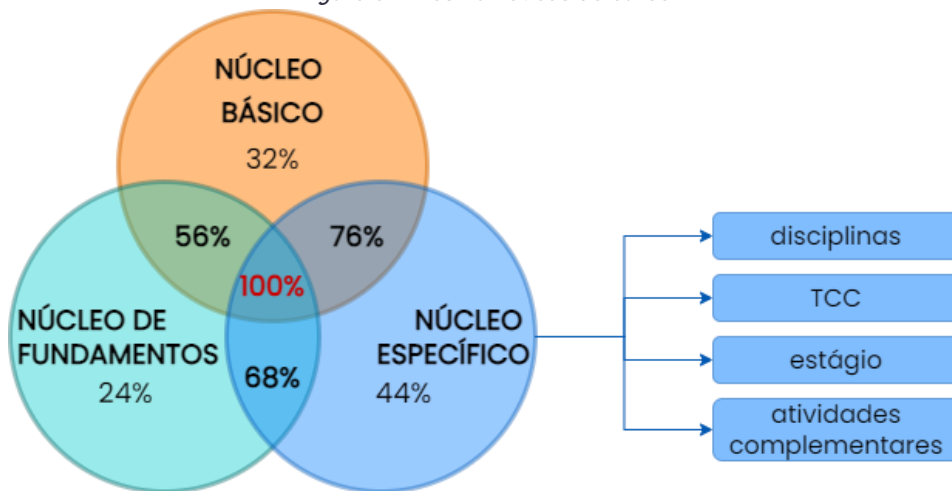 NÚCLEO
BÁSICO
32%
56%
76%
100%
NÚCLEO DE
FUNDAMENTOS
24%
68%
NÚCLEO
ESPECÍFICO
44%
disciplinas
TCC
estágio
atividades
complementares